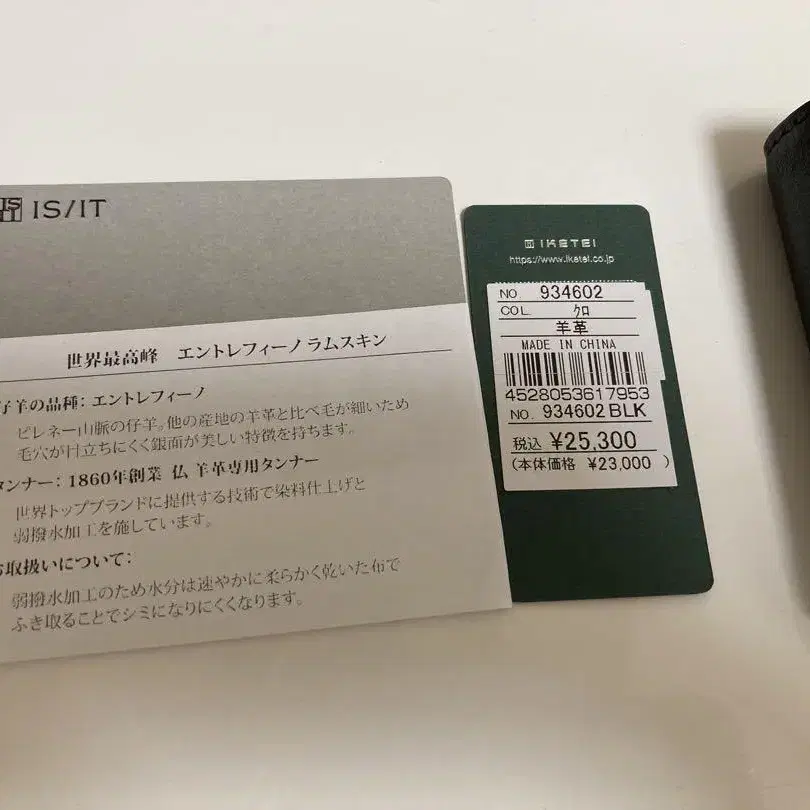 IS/IT
世界最高峰 エントレフィーノラムスキン
仔羊の品種: エントレフィーノ
ピレネー山脈の仔羊。他の産地の羊革と比べ毛が細いため
毛穴が目立ちにくく銀面が美しい特徴を持ちます。
タンナー: 1860年創業 仏 羊革専用タンナー
世界トップブランドに提供する技術で染料仕上げと
弱撥水加工を施しています。
お取扱いについて:
弱撥水加工のため水分は速やかに柔らかく乾いた布で
ふき取ることでシミになりにくくなります。
IKETEI
https://www.iketei.co.jp
NO 934602
COL クロ
羊革
MADE IN CHINA
4528053617953
NO. 934602 BLK
税込 ¥25,300
(本体価格 ¥23,000 )